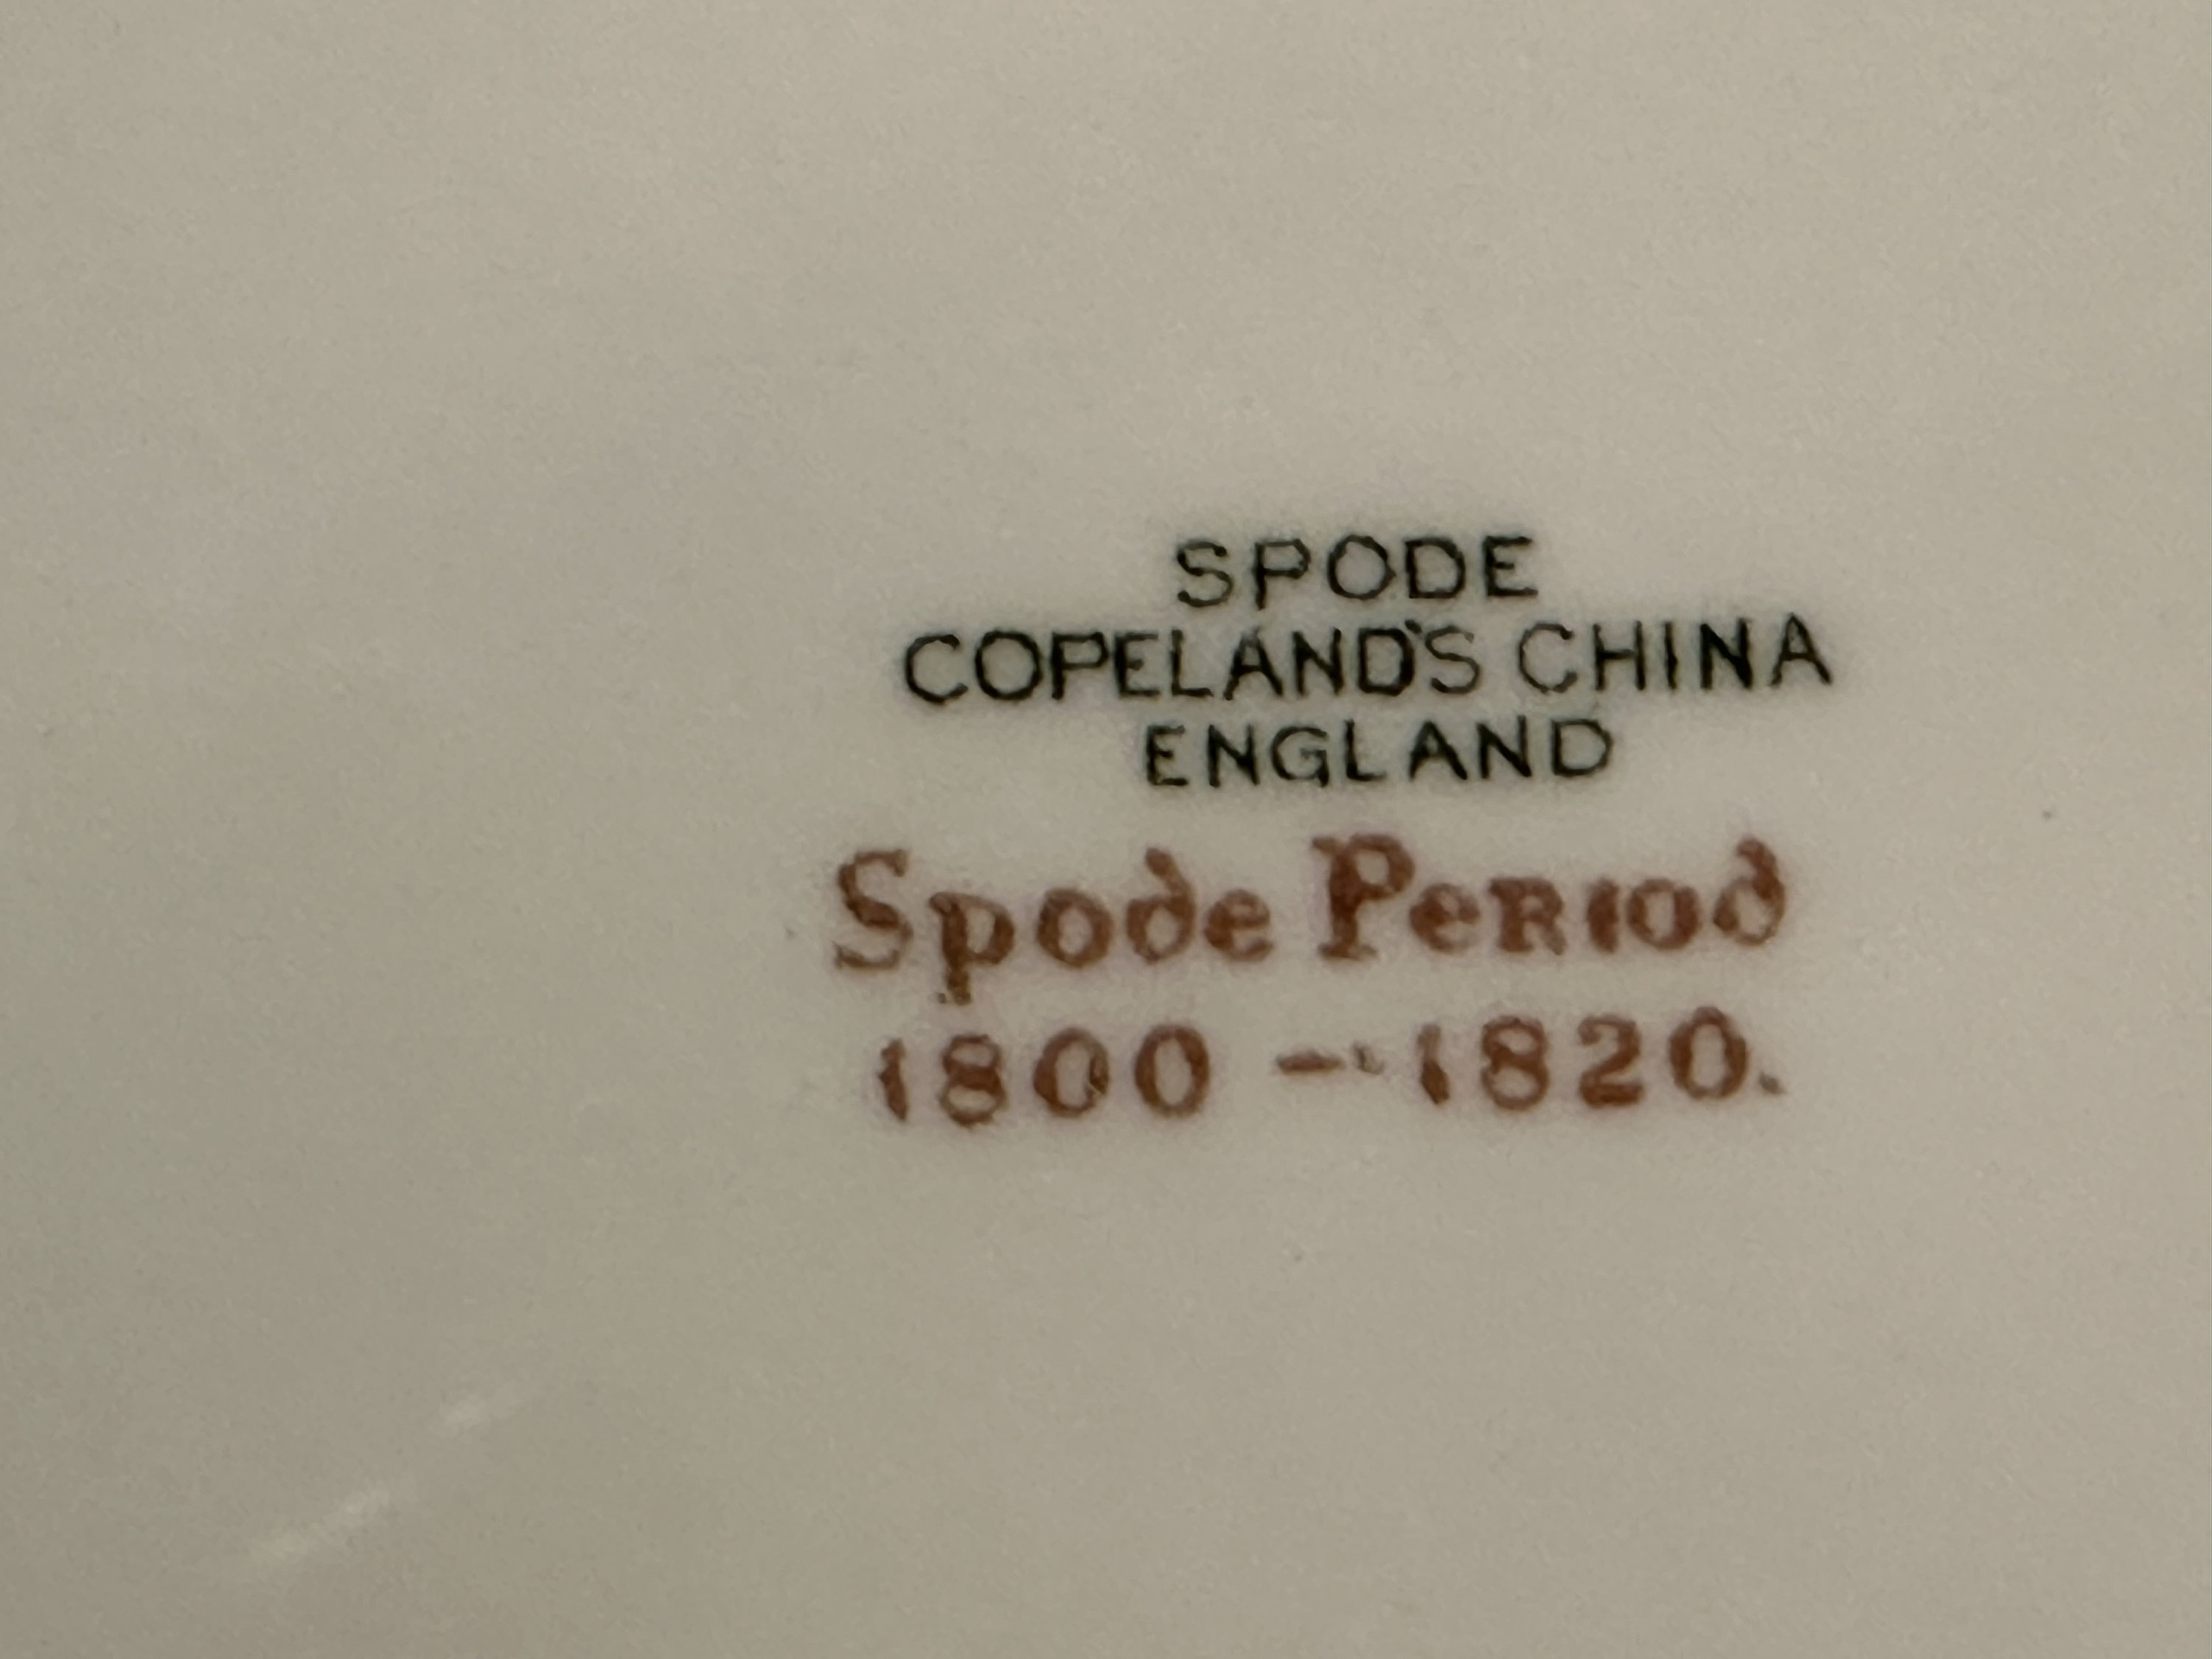 SPODE
COPELAND'S CHINA
ENGLAND
Spode Period
1800 - 1820.